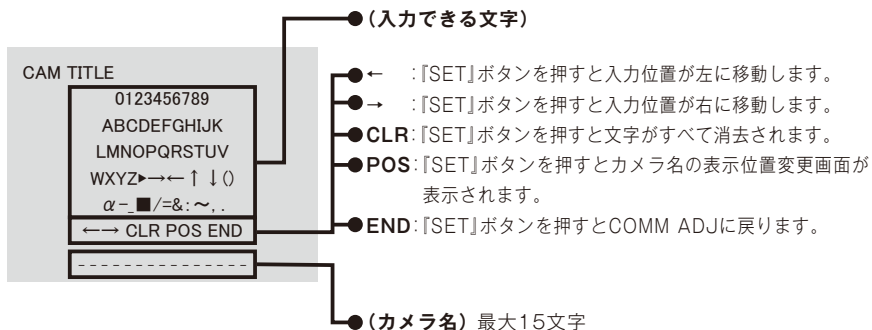 (入力できる文字)
CAM TITLE
0123456789
ABCDEFGHIJK
LMNOPQRSTUV
WXYZ▶→←↑↓()
α-_■/=&:~,.
←→ CLR POS END
---------------
← :『SET』ボタンを押すと入力位置が左に移動します。
→ :『SET』ボタンを押すと入力位置が右に移動します。
CLR:『SET』ボタンを押すと文字がすべて消去されます。
POS:『SET』ボタンを押すとカメラ名の表示位置変更画面が
表示されます。
END:『SET』ボタンを押すとCOMM ADJに戻ります。
(カメラ名) 最大15文字